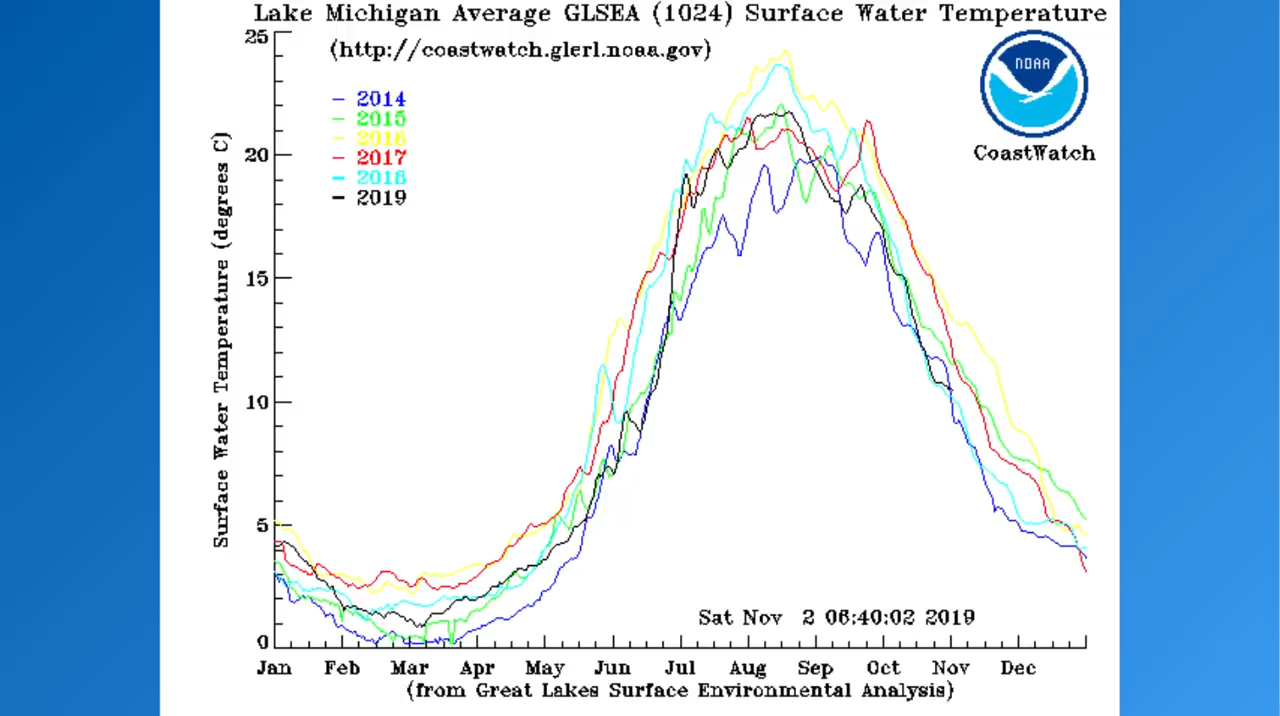 Lake Michigan Average GLSEA (1024) Surface Water Temperature
(http://coastwatch.glerl.noaa.gov)
NOAA
CoastWatch
- 2014
- 2015
- 2016
- 2017
- 2018
- 2019
Surface Water Temperature (degrees C)
25
20
15
10
5
0
Sat Nov 2 06:40:02 2019
Jan Feb Mar Apr May Jun Jul Aug Sep Oct Nov Dec
(from Great Lakes Surface Environmental Analysis)